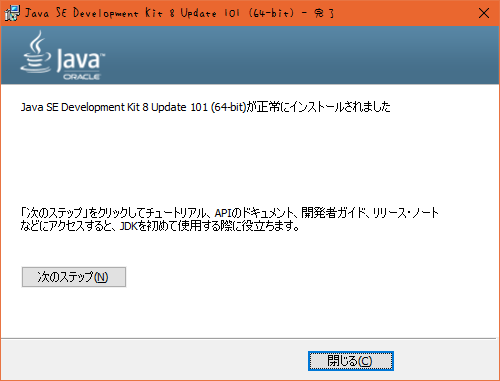 Java SE Development Kit 8 Update 101 (64-bit) - 完了
Java
ORACLE
Java SE Development Kit 8 Update 101 (64-bit)が正常にインストールされました
「次のステップ」をクリックしてチュートリアル、APIのドキュメント、開発者ガイド、リリース・ノート
などにアクセスすると、JDKを初めて使用する際に役立ちます。
次のステップ(N)
閉じる(C)